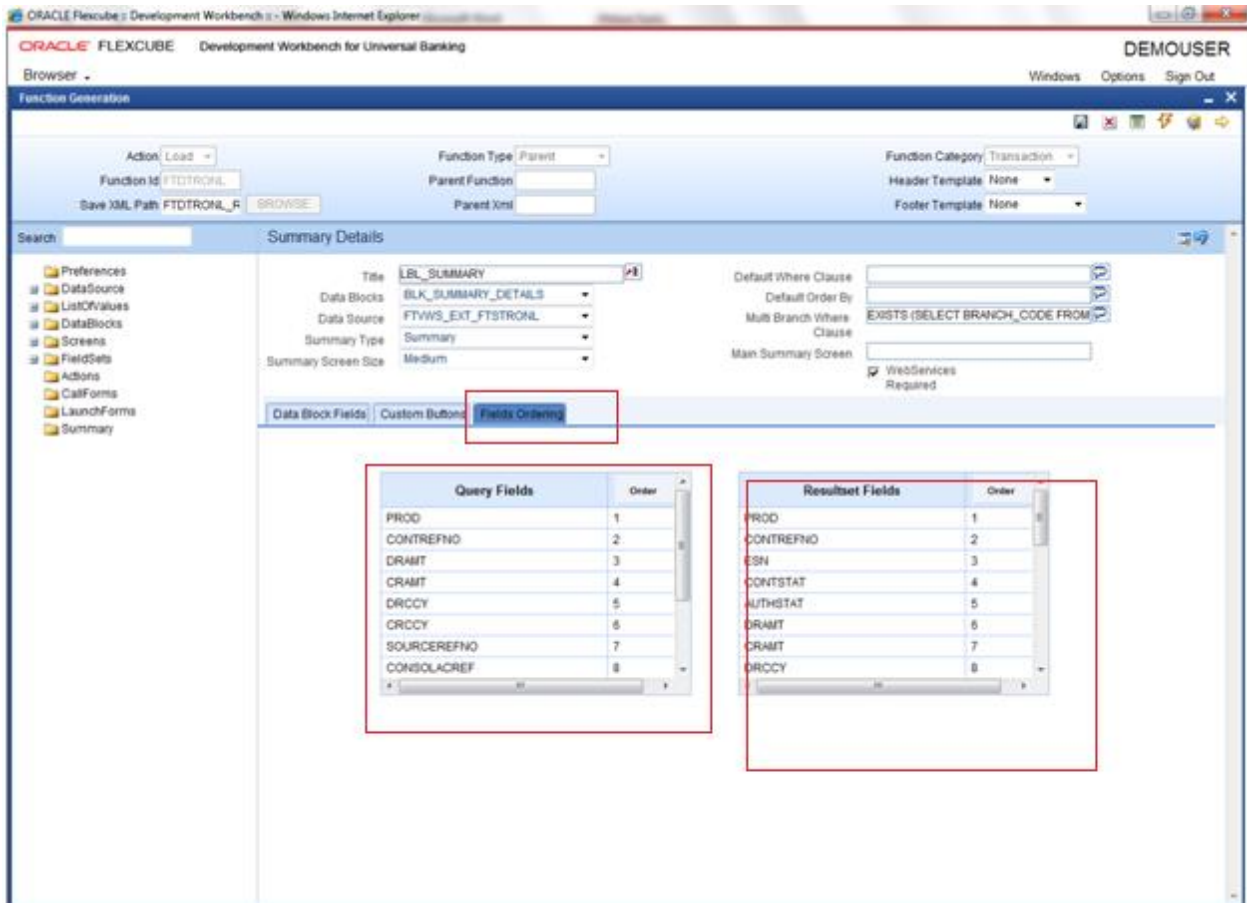 ORACLE Flexcube :: Development Workbench :: - Windows Internet Explorer
ORACLE FLEXCUBE Development Workbench for Universal Banking DEMOUSER
Browser Windows Options Sign Out
Function Generation
Action Load Function Type Parent Function Category Transaction
Function Id FTDTRONL Parent Function Header Template None
Save XML Path FTDTRONL_R BROWSE Parent Xml Footer Template None
Search Summary Details
Preferences
DataSource
ListOfValues
DataBlocks
Screens
FieldSets
Actions
CallForms
LaunchForms
Summary
Title LBL_SUMMARY Default Where Clause
Data Blocks BLK_SUMMARY_DETAILS Default Order By
Data Source FTVWS_EXT_FTSTRONL Multi Branch Where Clause EXISTS (SELECT BRANCH_CODE FROM
Summary Type Summary Main Summary Screen
Summary Screen Size Medium WebServices Required
Data Block Fields Custom Buttons Fields Ordering
Query Fields Order
PROD 1
CONTREFNO 2
DRAMT 3
CRAMT 4
DRCCY 5
CRCCY 6
SOURCEREFNO 7
CONSOLACREF 8
Resultset Fields Order
PROD 1
CONTREFNO 2
ESN 3
CONTSTAT 4
AUTHSTAT 5
DRAMT 6
CRAMT 7
DRCCY 8